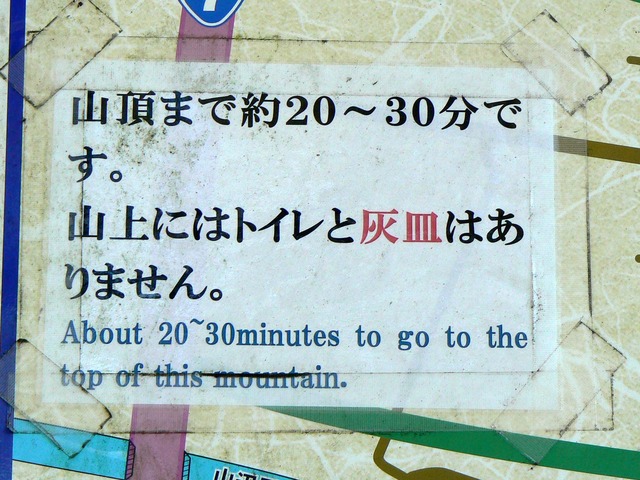 7
山頂まで約20～30分で
す。
山上にはトイレと灰皿はあ
りません。
About 20~30minutes to go to the
top of this mountain.